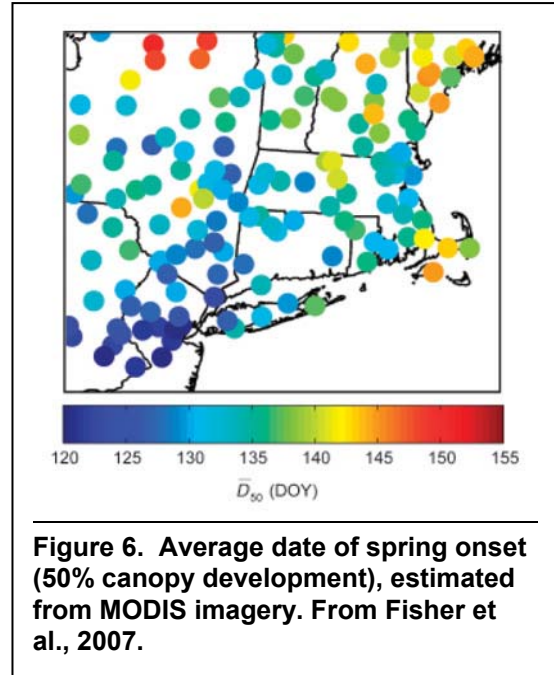 120 125 130 135 140 145 150 155
D̅₅₀ (DOY)
Figure 6. Average date of spring onset
(50% canopy development), estimated
from MODIS imagery. From Fisher et
al., 2007.